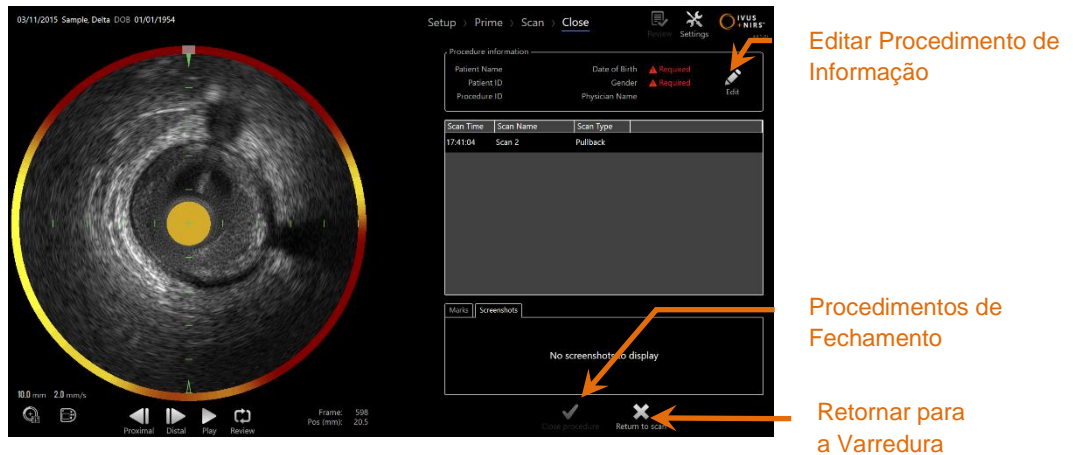 03/11/2015 Sample, Delta DOB 01/01/1954
Setup > Prime > Scan > Close
Review
Settings
IVUS
+NIRS
Editar Procedimento de
Informação
Procedure information
Patient Name
Date of Birth
Required
Patient ID
Gender
Required
Procedure ID
Physician Name
Edit
Scan Time Scan Name Scan Type
17:41:04 Scan 2 Pullback
Procedimentos de
Fechamento
Marks Screenshots
No screenshots to display
10.0 mm 2.0 mm/s
Proximal Distal Play Review
Frame: 598
Pos (mm): 20.5
Close procedure
Return to scan
Retornar para
a Varredura